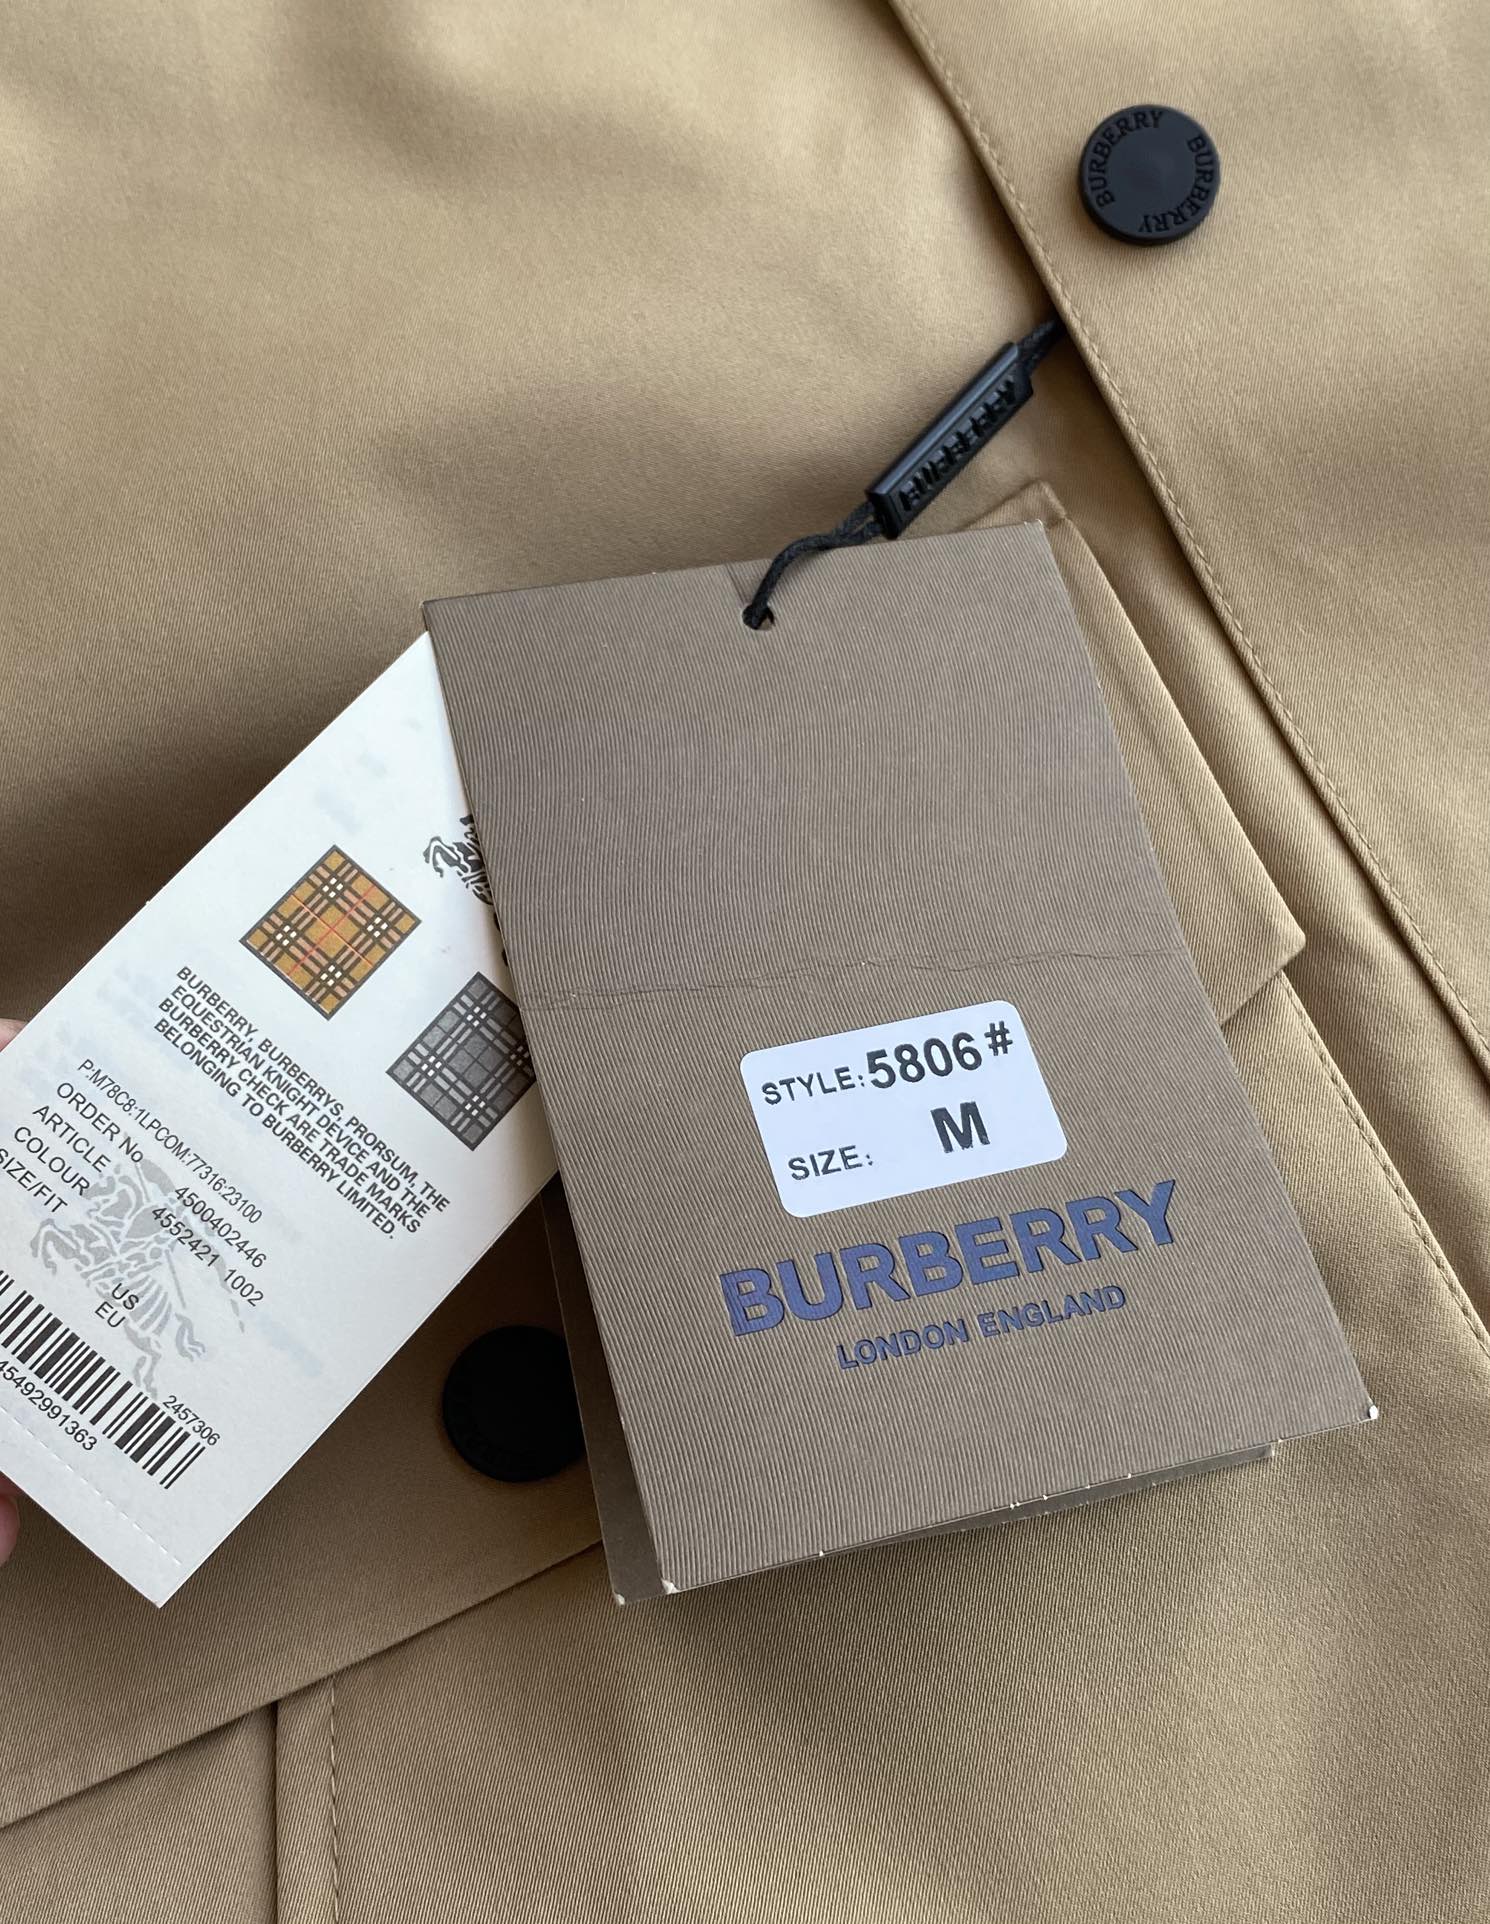 BURBERRY BURBERRY BURBERRY
BURBERRY
BURBERRY, BURBERRYS, PRORSUM, THE
EQUESTRIAN KNIGHT DEVICE AND THE
BURBERRY CHECK ARE TRADE MARKS
BELONGING TO BURBERRY LIMITED.
P:M78C8:1LPCOM:77316:23100
ORDER No 4500402446
ARTICLE 4552421 1002
COLOUR
SIZE/FIT US
EU
2457306
45492991363
STYLE:5806#
SIZE: M
BURBERRY
LONDON ENGLAND